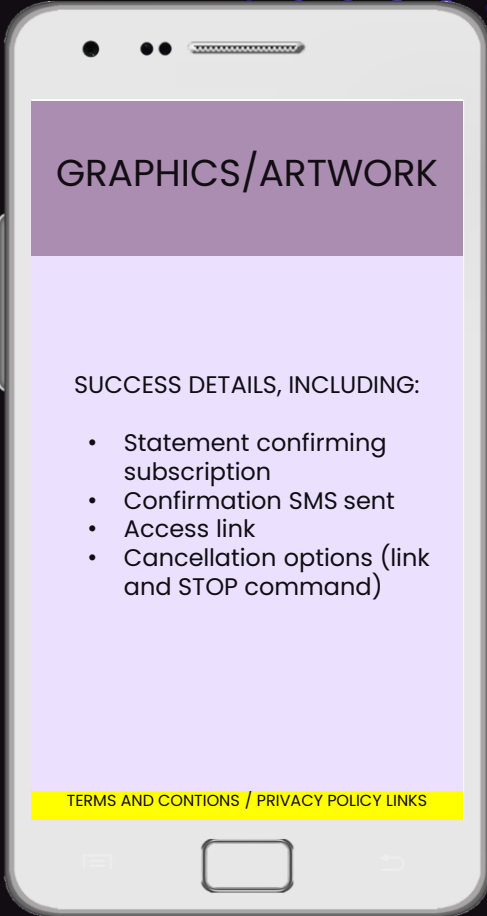 GRAPHICS/ARTWORK
SUCCESS DETAILS, INCLUDING:
• Statement confirming
subscription
• Confirmation SMS sent
• Access link
• Cancellation options (link
and STOP command)
TERMS AND CONTIONS / PRIVACY POLICY LINKS